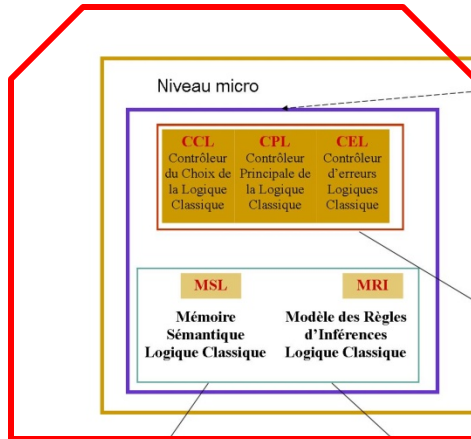 Niveau micro
CCL CPL CEL
Contrôleur Contrôleur Contrôleur
du Choix de Principale de d'erreurs
la Logique la Logique Logiques
Classique Classique Classique
MSL MRI
Mémoire Modèle des Règles
Sémantique d'Inférences
Logique Classique Logique Classique